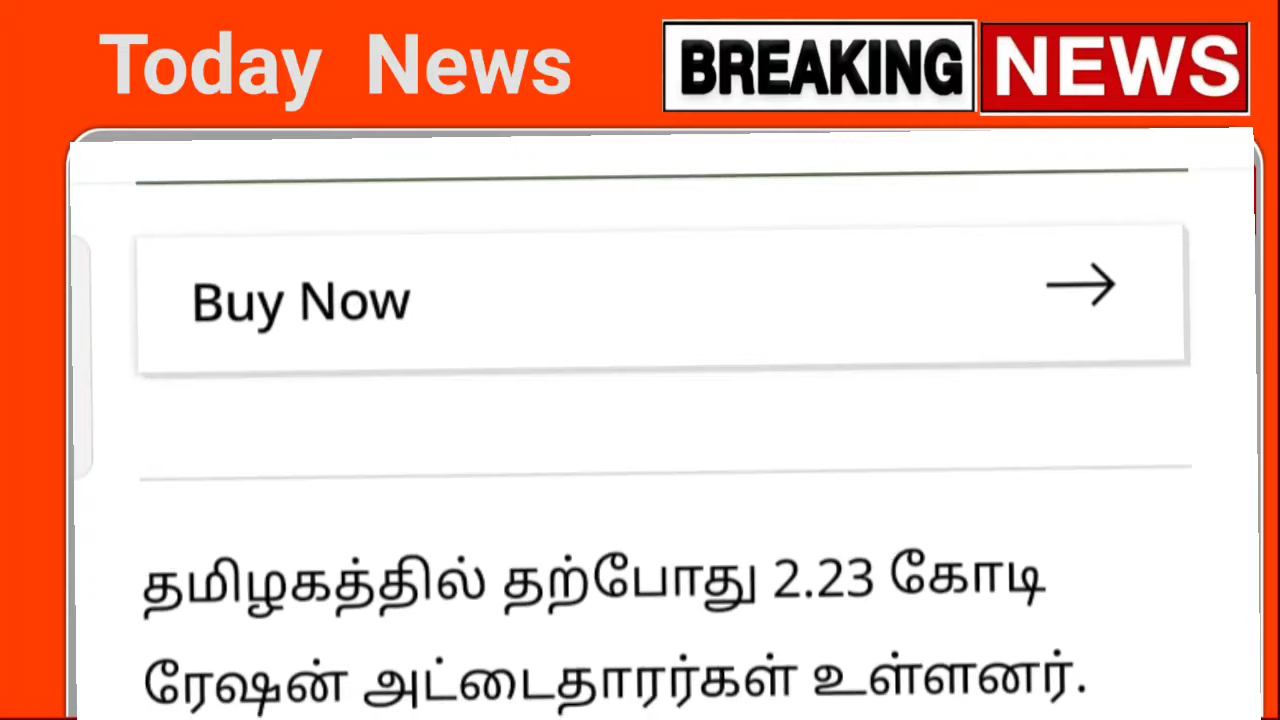 Today News
BREAKING NEWS
Buy Now
தமிழகத்தில் தற்போது 2.23 கோடி
ரேஷன் அட்டைதாரர்கள் உள்ளனர்.